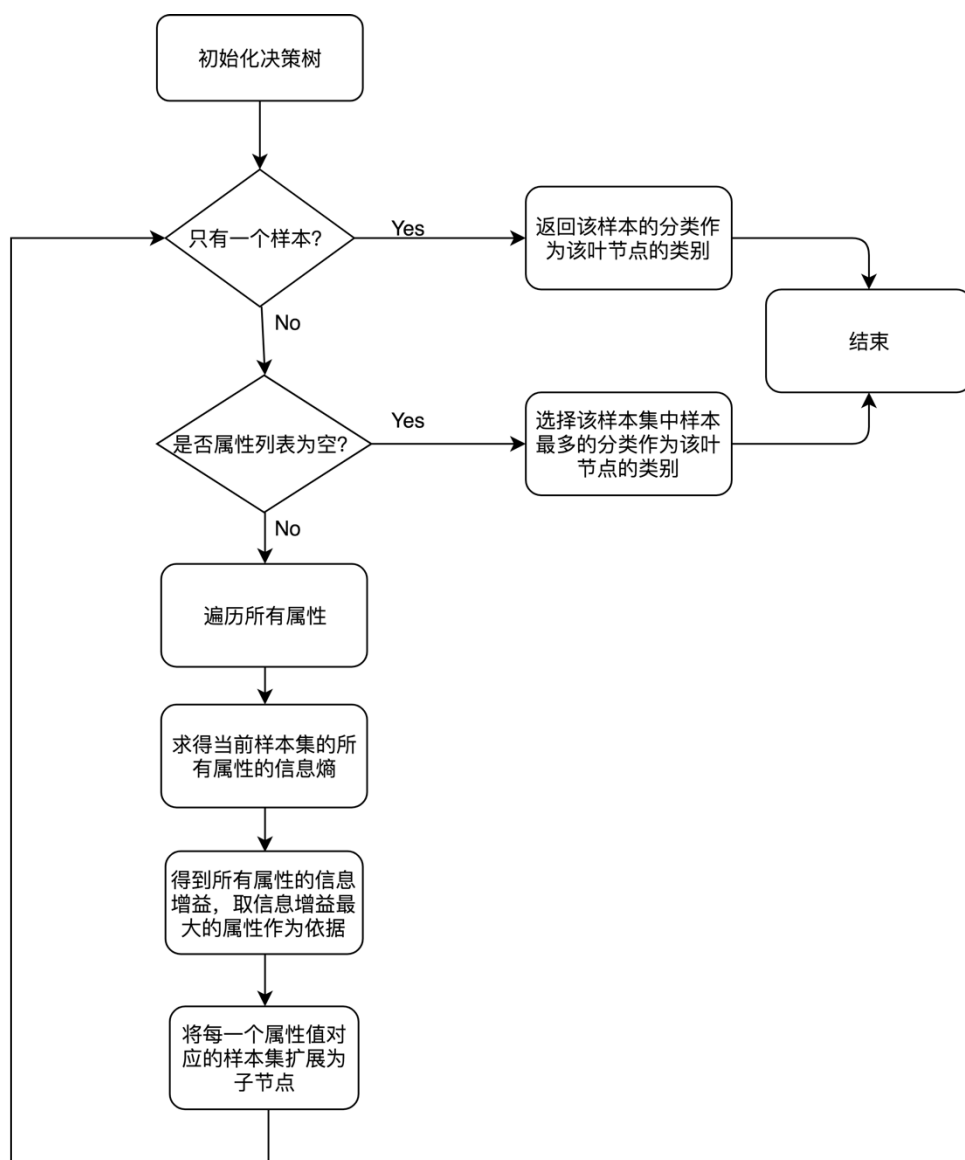 初始化决策树
只有一个样本?
Yes
返回该样本的分类作
为该叶节点的类别
结束
No
是否属性列表为空?
Yes
选择该样本集中样本
最多的分类作为该叶
节点的类别
No
遍历所有属性
求得当前样本集的所
有属性的信息熵
得到所有属性的信息
增益，取信息增益最
大的属性作为依据
将每一个属性值对
应的样本集扩展为
子节点